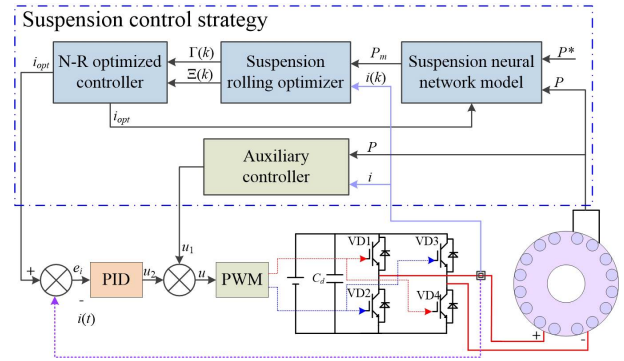 Suspension control strategy
i_opt
N-R optimized
controller
Γ(k)
Ξ(k)
Suspension
rolling optimizer
P_m
i(k)
Suspension neural
network model
P*
P
i_opt
Auxiliary
controller
P
i
u_1
+
e_i
-
i(t)
PID
u_2
u
PWM
C_d
VD1
VD3
VD2
VD4
+
-